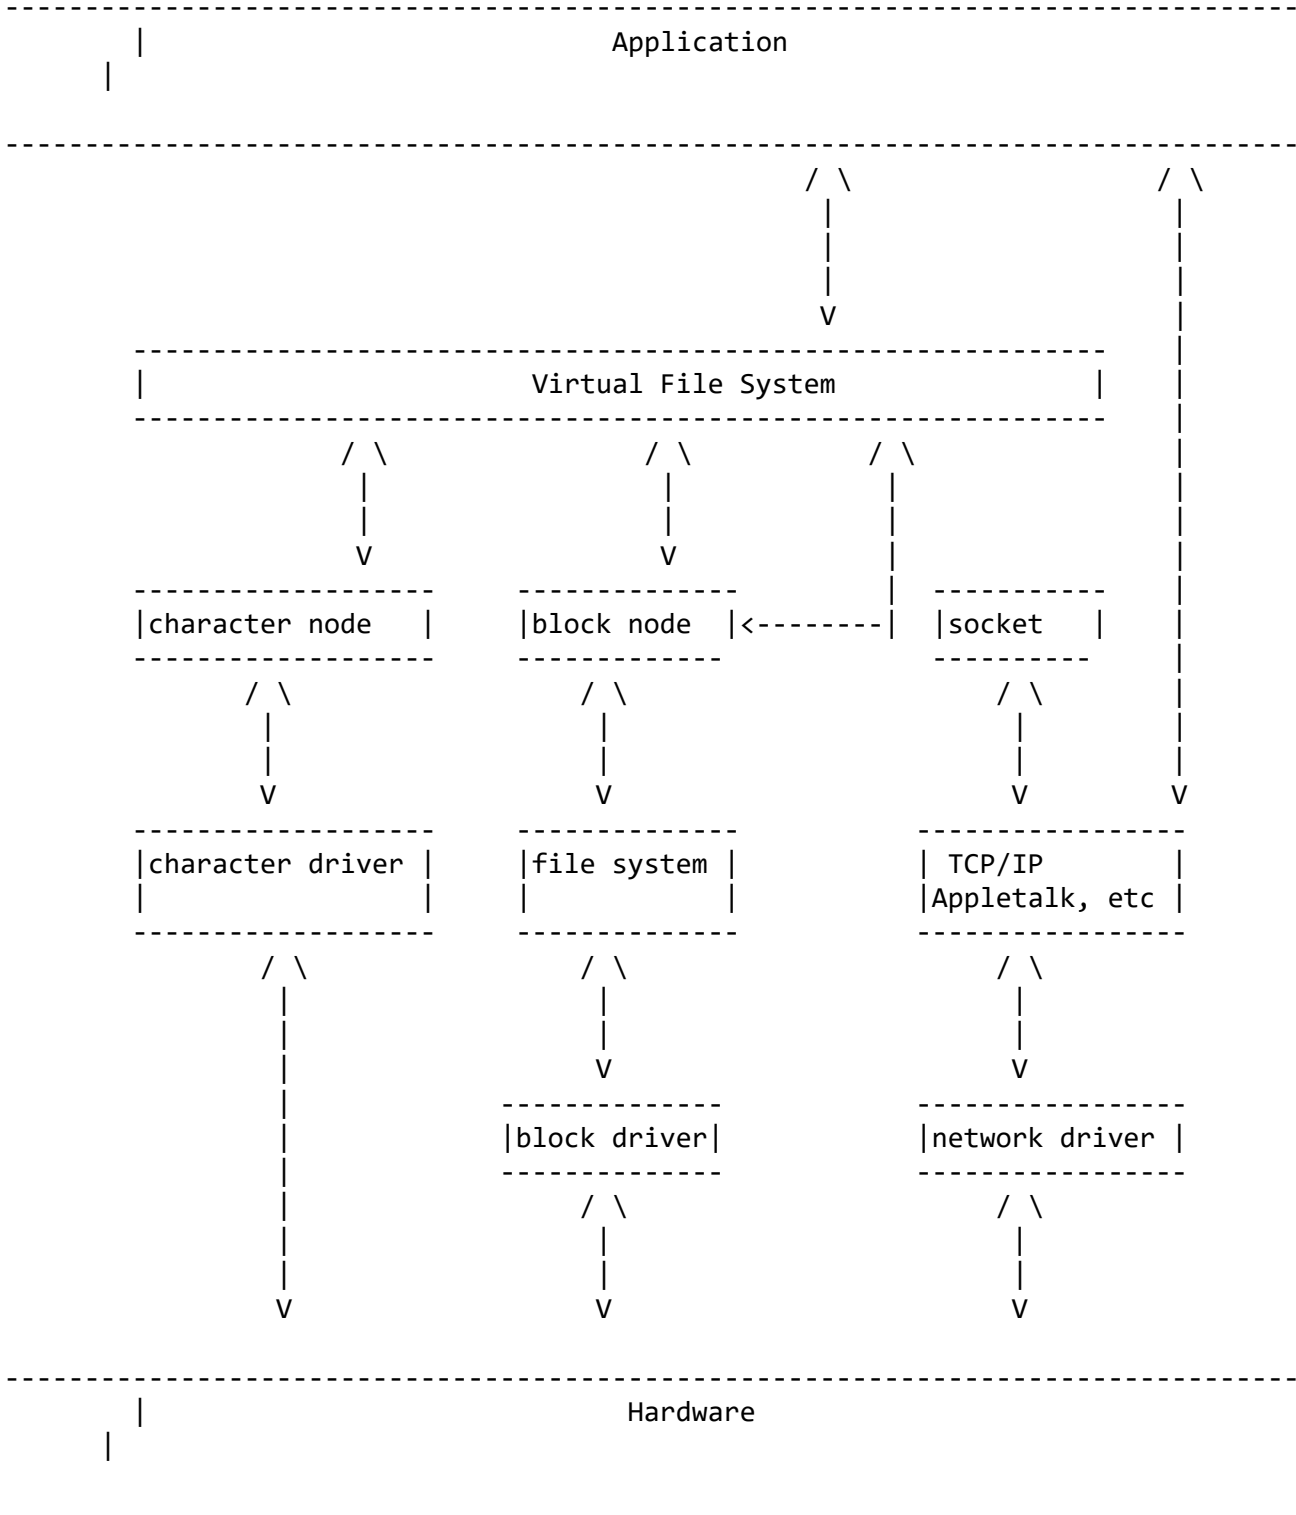 Application
Virtual File System
character node block node socket
character driver file system TCP/IP
Appletalk, etc
block driver network driver
Hardware